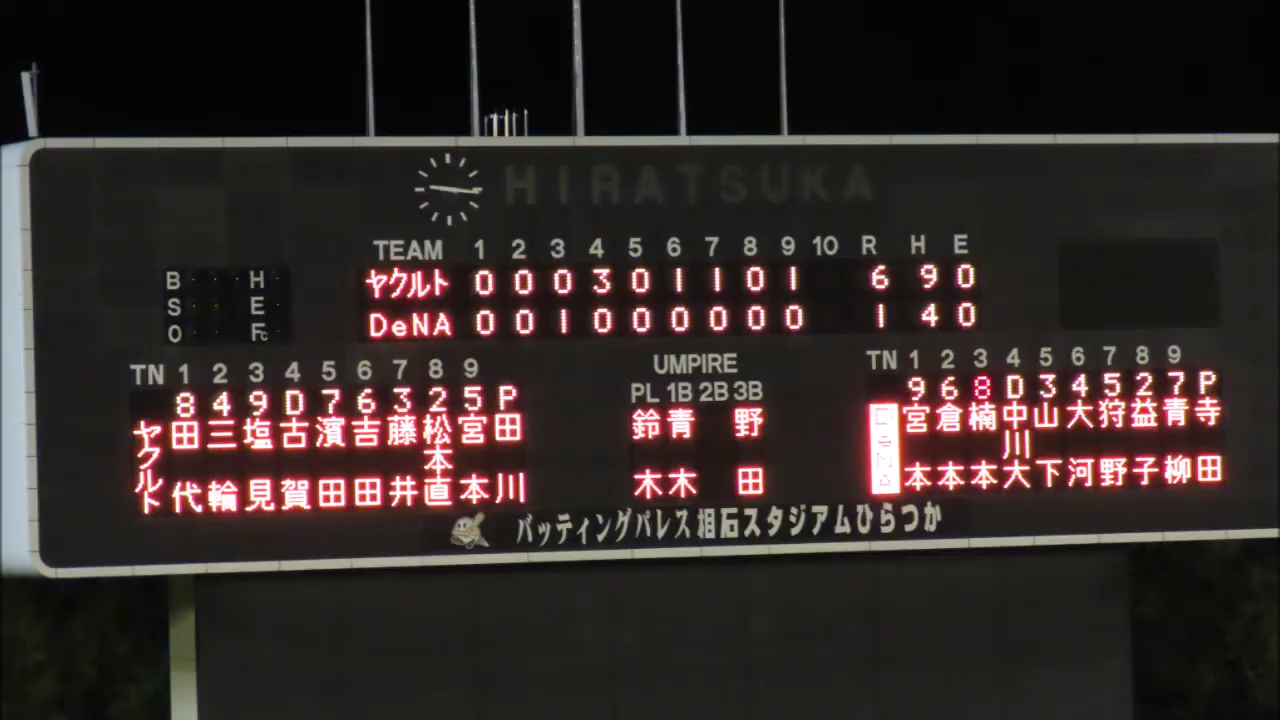 HIRATSUKA
TEAM 1 2 3 4 5 6 7 8 9 10 R H E
ヤクルト 0 0 0 3 0 1 1 0 1 6 9 0
DeNA 0 0 1 0 0 0 0 0 0 1 4 0
B H
S E
O Fc
TN 1 2 3 4 5 6 7 8 9
8 4 9 D 7 6 3 2 5 P
ヤクルト 田代 三輪 塩見 古賀 濱田 吉田 藤井 松本直 宮本 田川
UMPIRE
PL 1B 2B 3B
鈴木 青木 野田
TN 1 2 3 4 5 6 7 8 9
9 6 8 D 3 4 5 2 7 P
DeNA 宮本 倉本 楠本 中川大 山下 大河 狩野 益子 青柳 寺田
バッティングパレス相石スタジアムひらつか